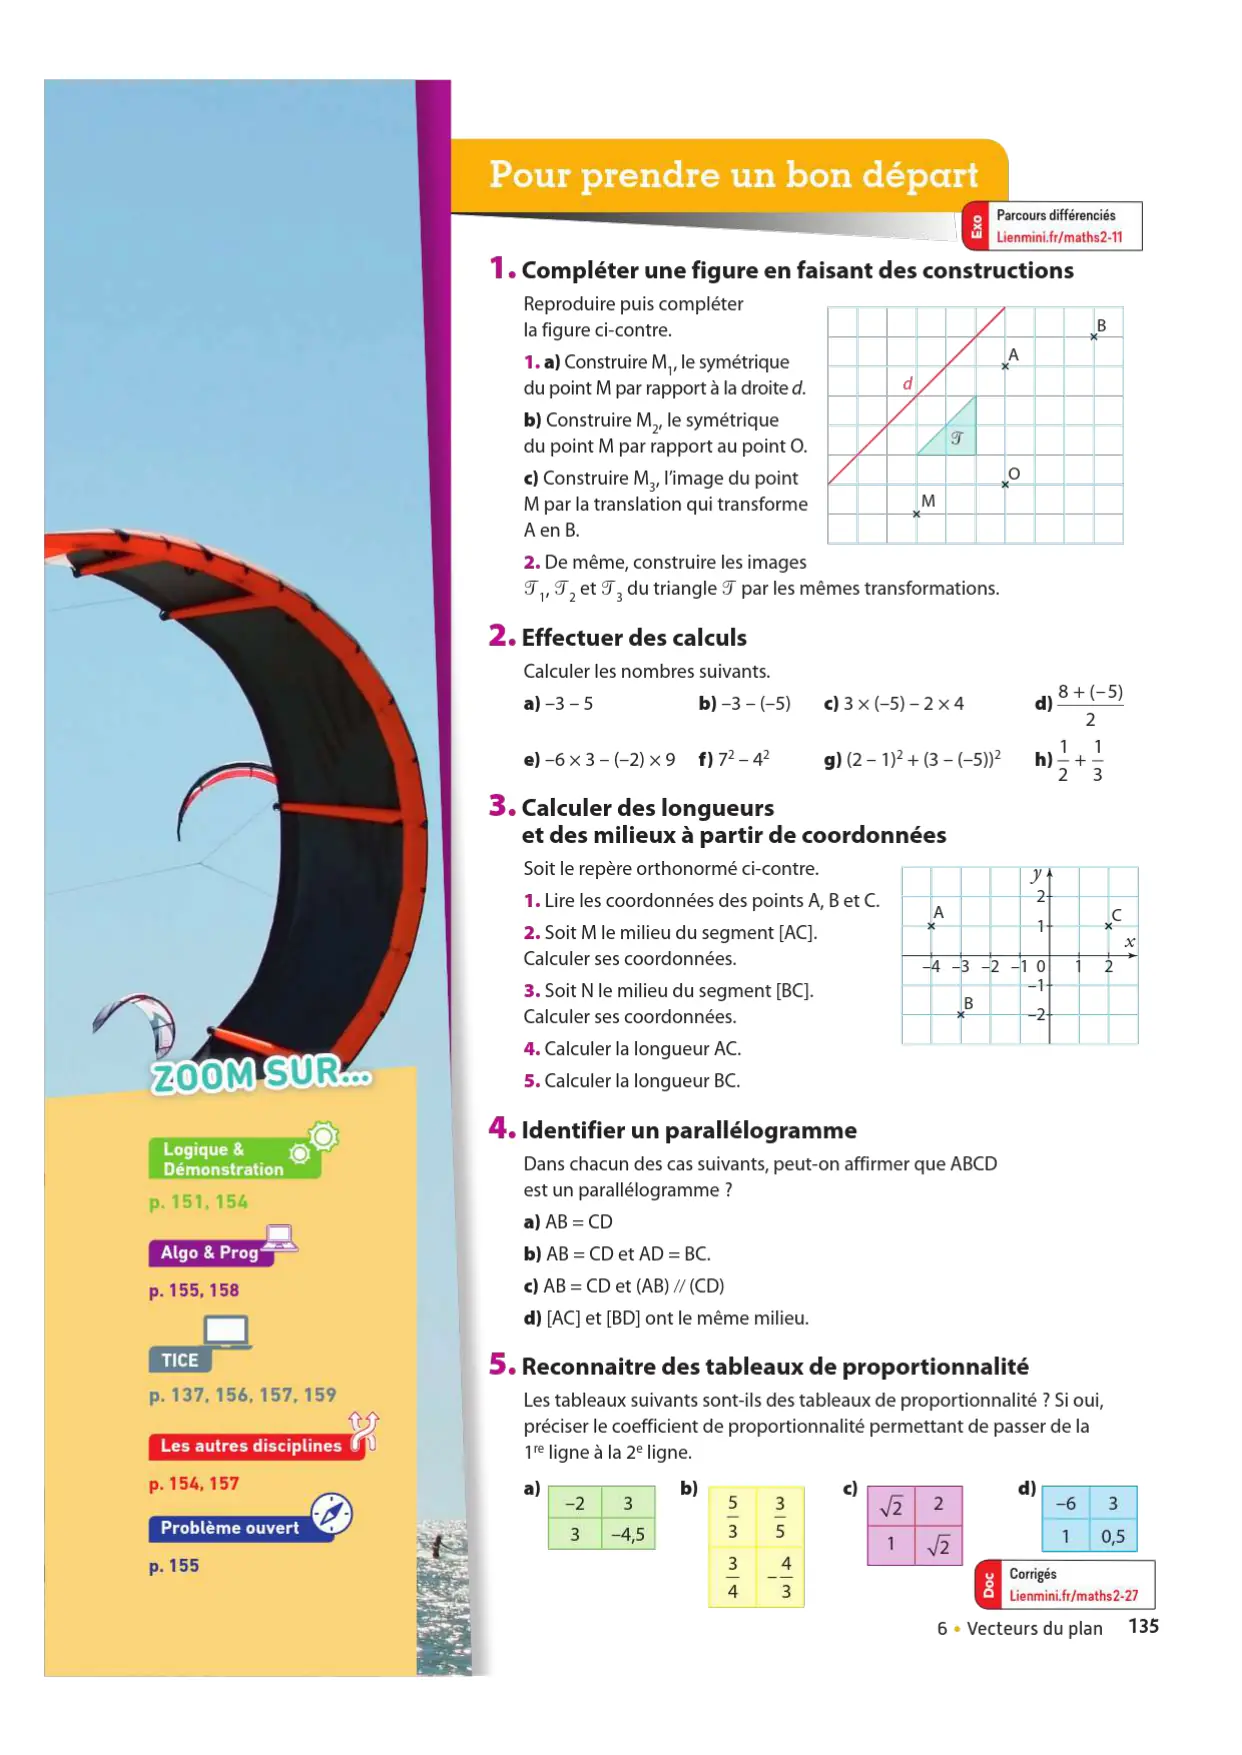 Pour prendre un bon départ
Exo
Parcours différenciés
Lienmini.fr/maths2-11
1. Compléter une figure en faisant des constructions
Reproduire puis compléter
la figure ci-contre.
1. a) Construire M₁, le symétrique
du point M par rapport à la droite d.
b) Construire M₂, le symétrique
du point M par rapport au point O.
c) Construire M₃, l'image du point
M par la translation qui transforme
A en B.
B
A
d
𝒯
O
M
2. De même, construire les images
𝒯₁, 𝒯₂ et 𝒯₃ du triangle 𝒯 par les mêmes transformations.
2. Effectuer des calculs
Calculer les nombres suivants.
a) –3 – 5 b) –3 – (–5) c) 3 × (–5) – 2 × 4 d) (8 + (–5))/2
e) –6 × 3 – (–2) × 9 f) 7² – 4² g) (2 – 1)² + (3 – (–5))² h) 1/2 + 1/3
3. Calculer des longueurs
et des milieux à partir de coordonnées
Soit le repère orthonormé ci-contre.
1. Lire les coordonnées des points A, B et C.
2. Soit M le milieu du segment [AC].
Calculer ses coordonnées.
3. Soit N le milieu du segment [BC].
Calculer ses coordonnées.
4. Calculer la longueur AC.
5. Calculer la longueur BC.
y
2
A
C
1
x
–4 –3 –2 –1 0 1 2
–1
B
–2
4. Identifier un parallélogramme
Dans chacun des cas suivants, peut-on affirmer que ABCD
est un parallélogramme ?
a) AB = CD
b) AB = CD et AD = BC.
c) AB = CD et (AB) // (CD)
d) [AC] et [BD] ont le même milieu.
5. Reconnaitre des tableaux de proportionnalité
Les tableaux suivants sont-ils des tableaux de proportionnalité ? Si oui,
préciser le coefficient de proportionnalité permettant de passer de la
1re ligne à la 2e ligne.
a)
–2 3
3 –4,5
b)
5/3 3/5
3/4 –4/3
c)
√2 2
1 √2
d)
–6 3
1 0,5
Doc
Corrigés
Lienmini.fr/maths2-27
6 • Vecteurs du plan 135
ZOOM SUR...
Logique &
Démonstration
p. 151, 154
Algo & Prog
p. 155, 158
TICE
p. 137, 156, 157, 159
Les autres disciplines
p. 154, 157
Problème ouvert
p. 155